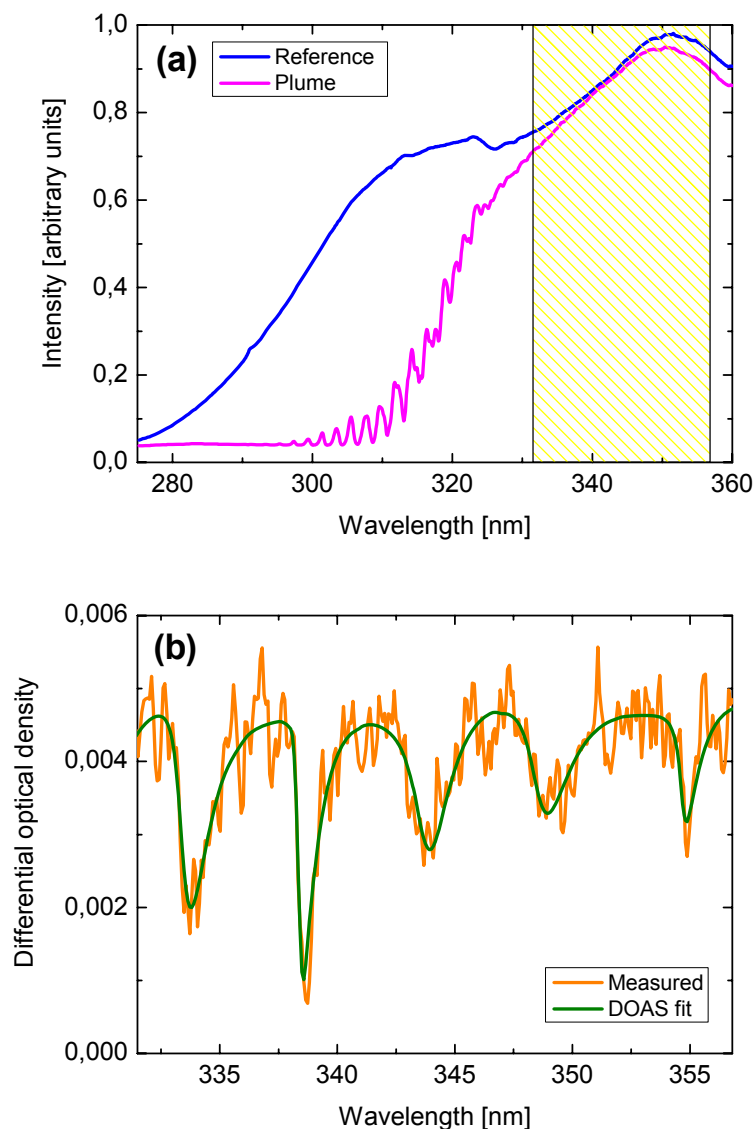 (a)
Reference
Plume
1,0
0,8
0,6
0,4
0,2
0,0
Intensity [arbitrary units]
280 300 320 340 360
Wavelength [nm]
(b)
0,006
0,004
0,002
0,000
Differential optical density
Measured
DOAS fit
335 340 345 350 355
Wavelength [nm]